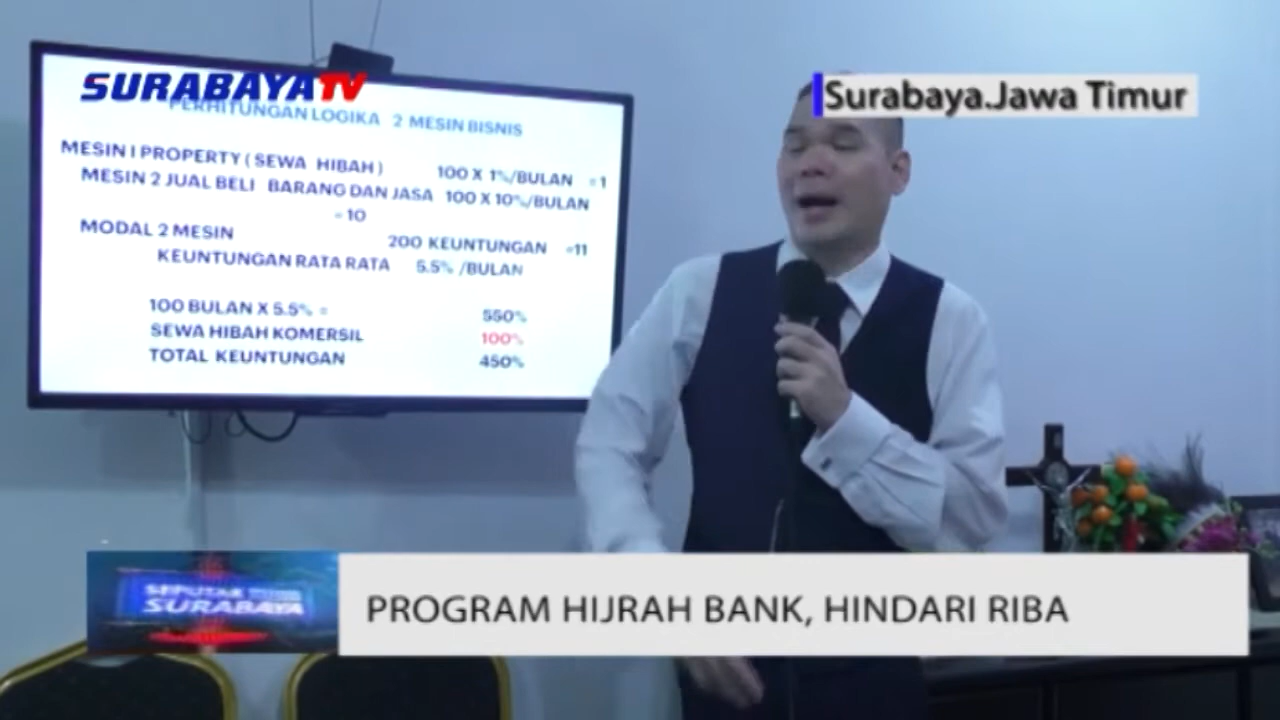 SURABAYATV
Surabaya.Jawa Timur
PERHITUNGAN LOGIKA 2 MESIN BISNIS
MESIN I PROPERTY ( SEWA HIBAH ) 100 X 1%/BULAN =1
MESIN 2 JUAL BELI BARANG DAN JASA 100 X 10%/BULAN
=10
MODAL 2 MESIN 200 KEUNTUNGAN =11
KEUNTUNGAN RATA RATA 5.5% /BULAN
100 BULAN X 5.5% = 550%
SEWA HIBAH KOMERSIL 100%
TOTAL KEUNTUNGAN 450%
SEPUTAR
SURABAYA
PROGRAM HIJRAH BANK, HINDARI RIBA